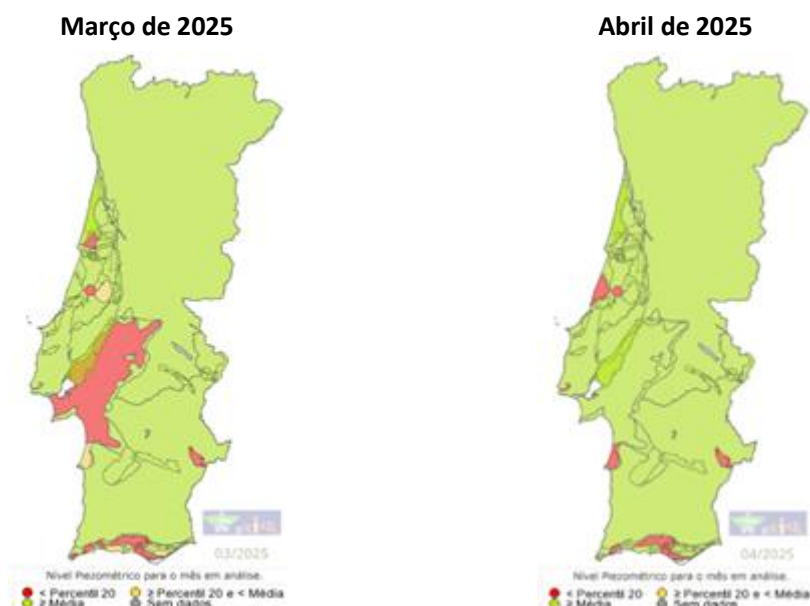 Março de 2025
Abril de 2025
?
?
03/2025
04/2025
Nível Piezométrico para o mês em análise.
< Percentil 20 ≥ Percentil 20 e < Média
≥ Média Sem dados
Nível Piezométrico para o mês em análise.
< Percentil 20 ≥ Percentil 20 e < Média
≥ Média Sem dados